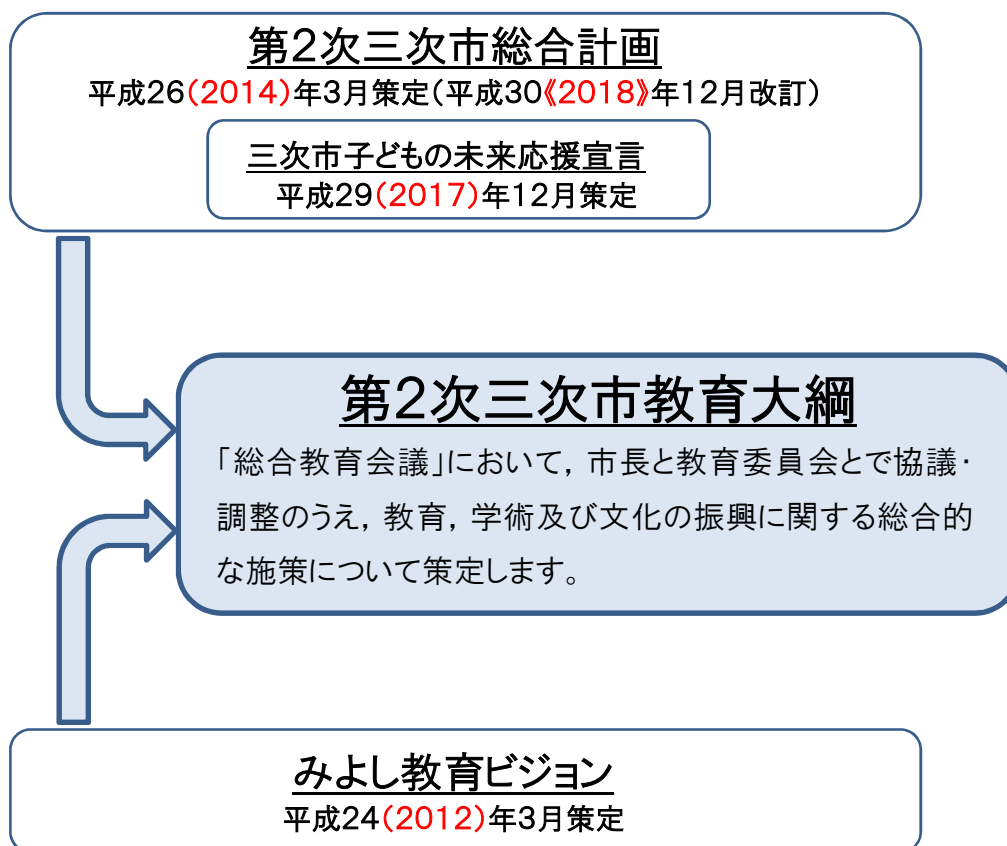 第2次三次市総合計画
平成26(2014)年3月策定(平成30《2018》年12月改訂)
三次市子どもの未来応援宣言
平成29(2017)年12月策定
第2次三次市教育大綱
「総合教育会議」において，市長と教育委員会とで協議・
調整のうえ，教育，学術及び文化の振興に関する総合的
な施策について策定します。
みよし教育ビジョン
平成24(2012)年3月策定